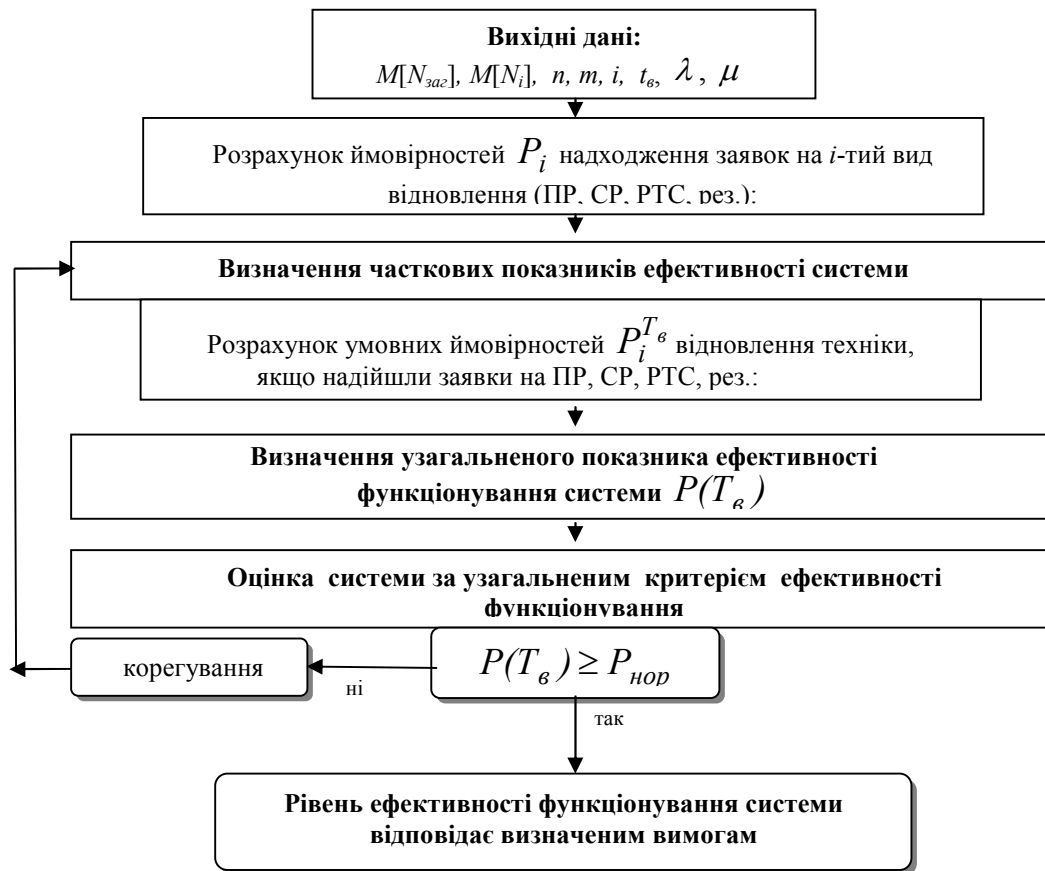 Вихідні дані:
M[Nзаг], M[Ni], n, m, i, tв, λ, μ
Розрахунок ймовірностей Pi надходження заявок на i-тий вид
відновлення (ПР, СР, РТС, рез.):
Визначення часткових показників ефективності системи
Розрахунок умовних ймовірностей Pi^Tв відновлення техніки,
якщо надійшли заявки на ПР, СР, РТС, рез.:
Визначення узагальненого показника ефективності
функціонування системи P(Tв)
Оцінка системи за узагальненим критерієм ефективності
функціонування
корегування
ні
P(Tв) ≥ Pнор
так
Рівень ефективності функціонування системи
відповідає визначеним вимогам